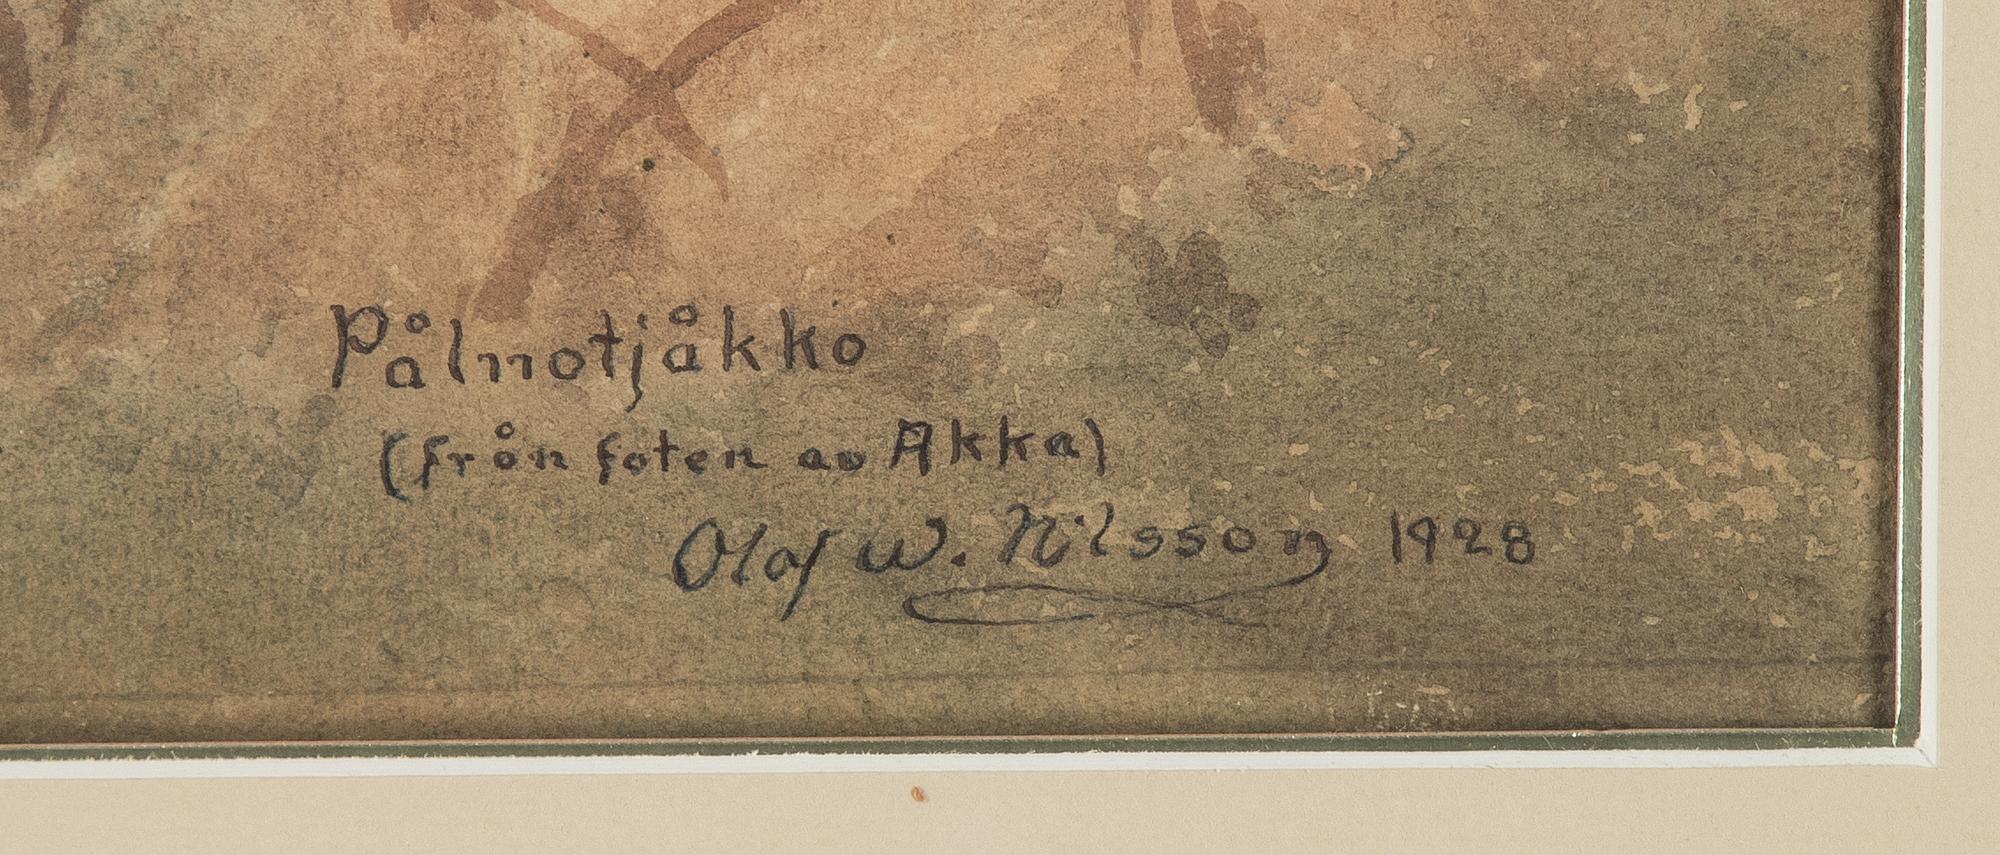 Pålnotjåkko
(från foten av Akka)
Olof W. Nilsson 1928